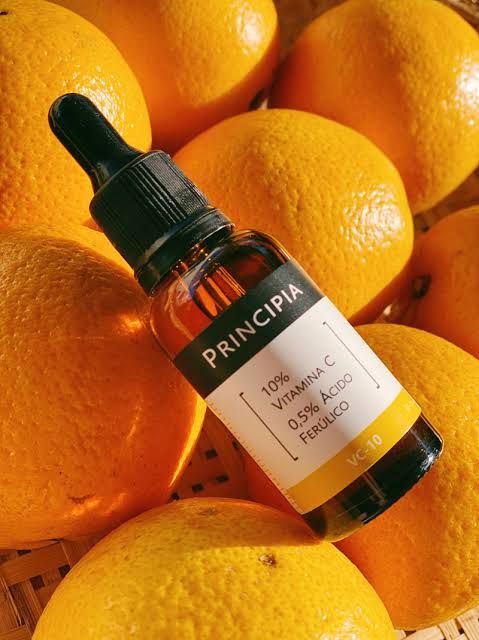 PRINCIPIA
10%
VITAMINA C
0,5% ÁCIDO
FERÚLICO
VC-10